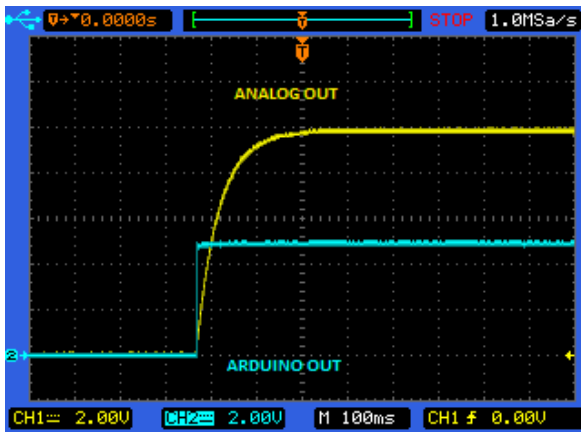 T→▼0.0000s T STOP 1.0MSa/s
T
ANALOG OUT
2
ARDUINO OUT
CH1 2.00V CH2 2.00V M 100ms CH1 0.00V